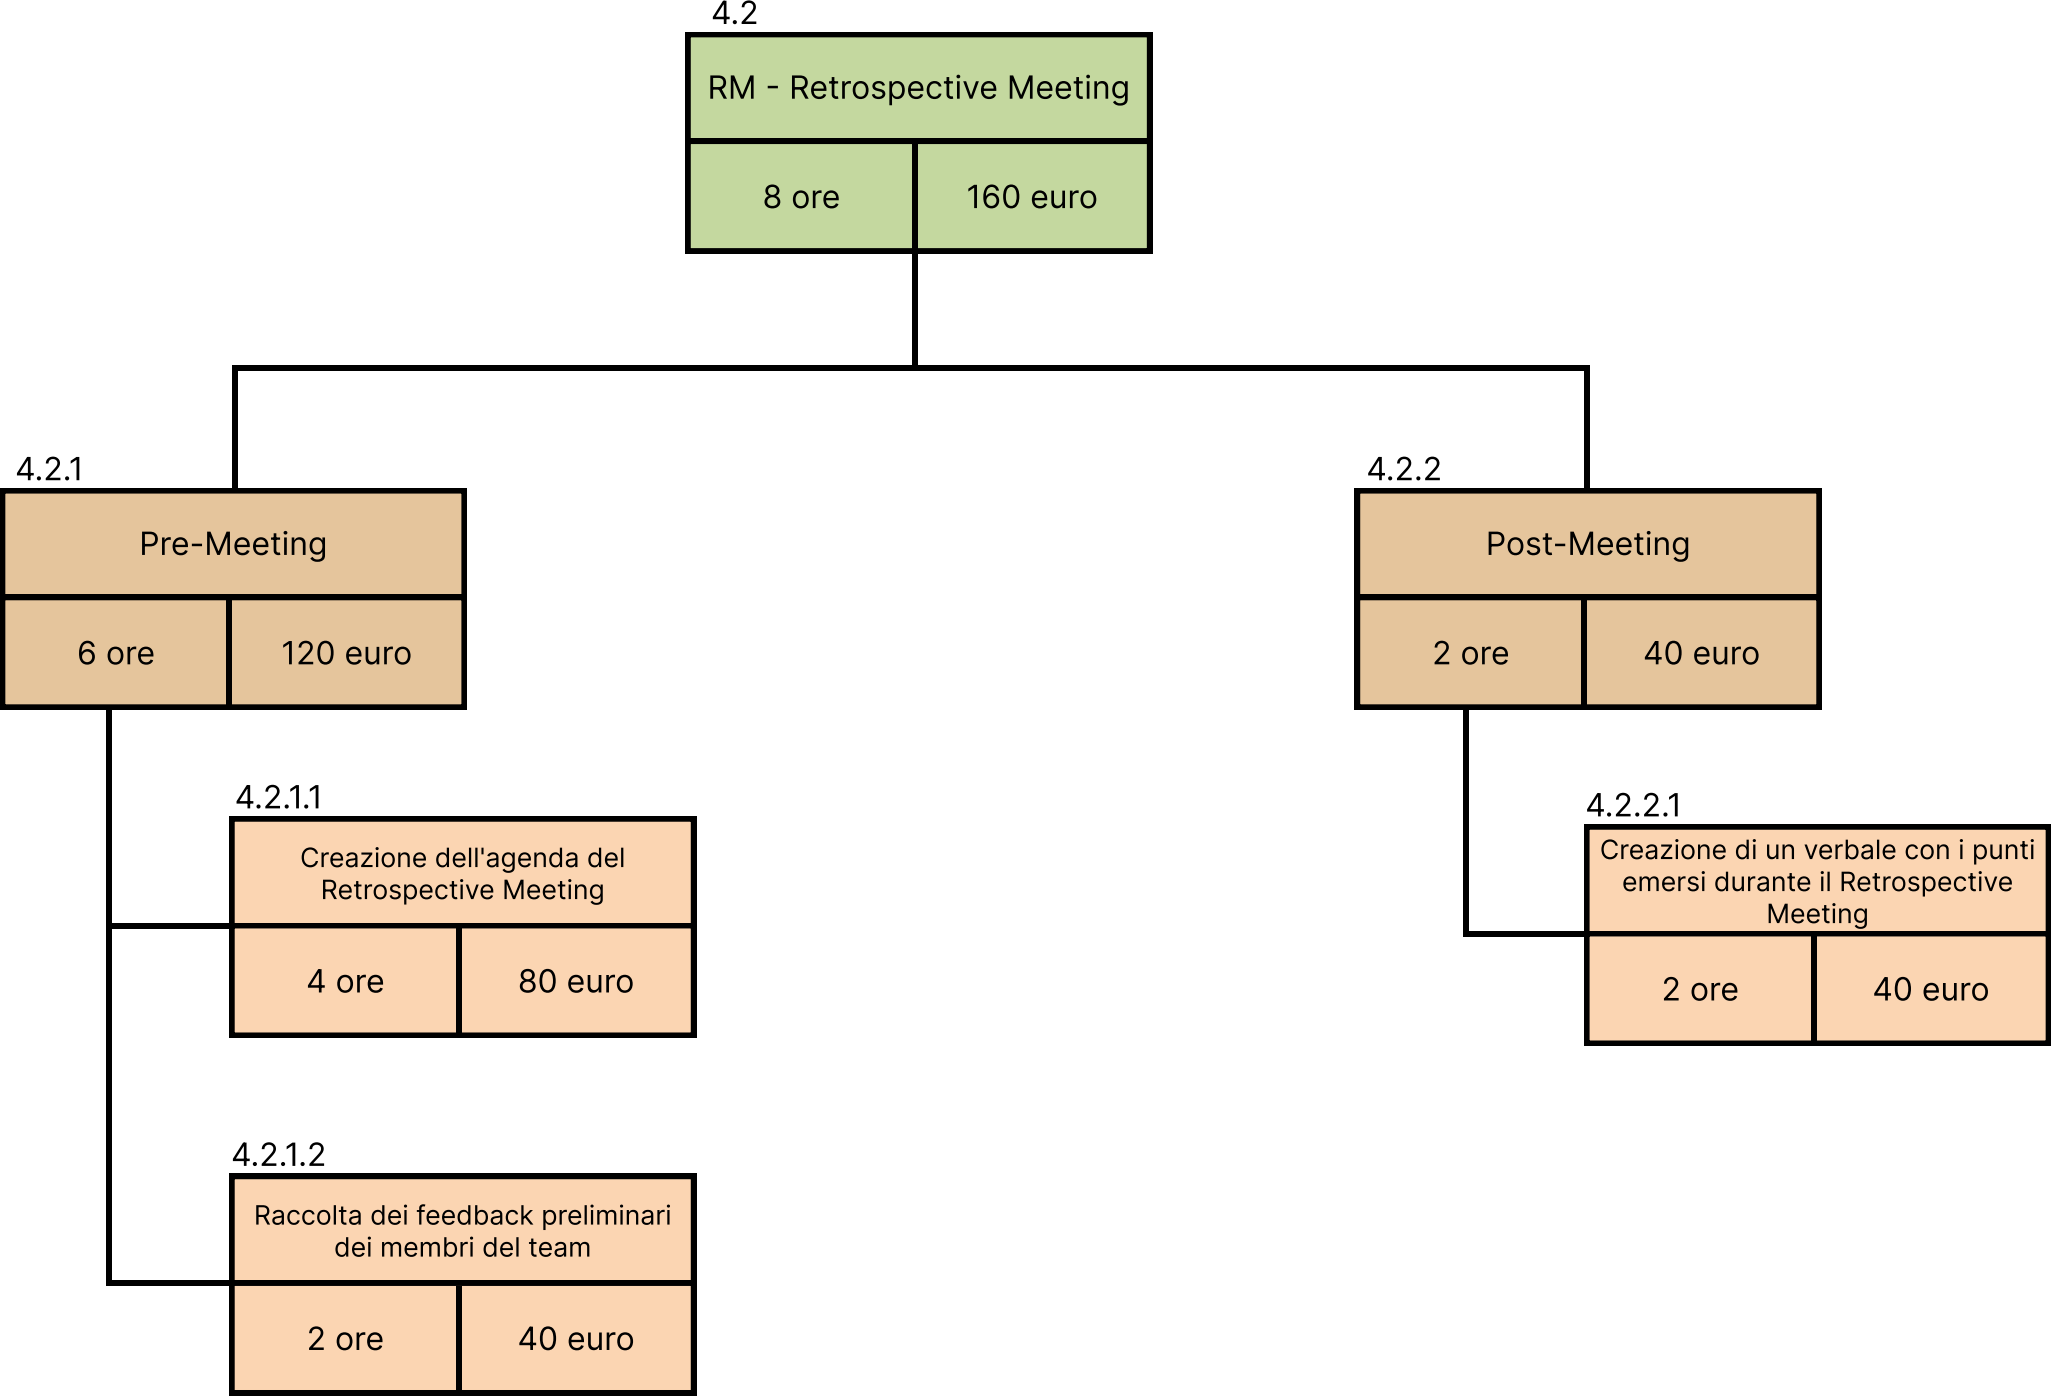 4.2
RM - Retrospective Meeting
8 ore
160 euro
4.2.1
Pre-Meeting
6 ore
120 euro
4.2.2
Post-Meeting
2 ore
40 euro
4.2.1.1
Creazione dell'agenda del
Retrospective Meeting
4 ore
80 euro
4.2.1.2
Raccolta dei feedback preliminari
dei membri del team
2 ore
40 euro
4.2.2.1
Creazione di un verbale con i punti
emersi durante il Retrospective
Meeting
2 ore
40 euro